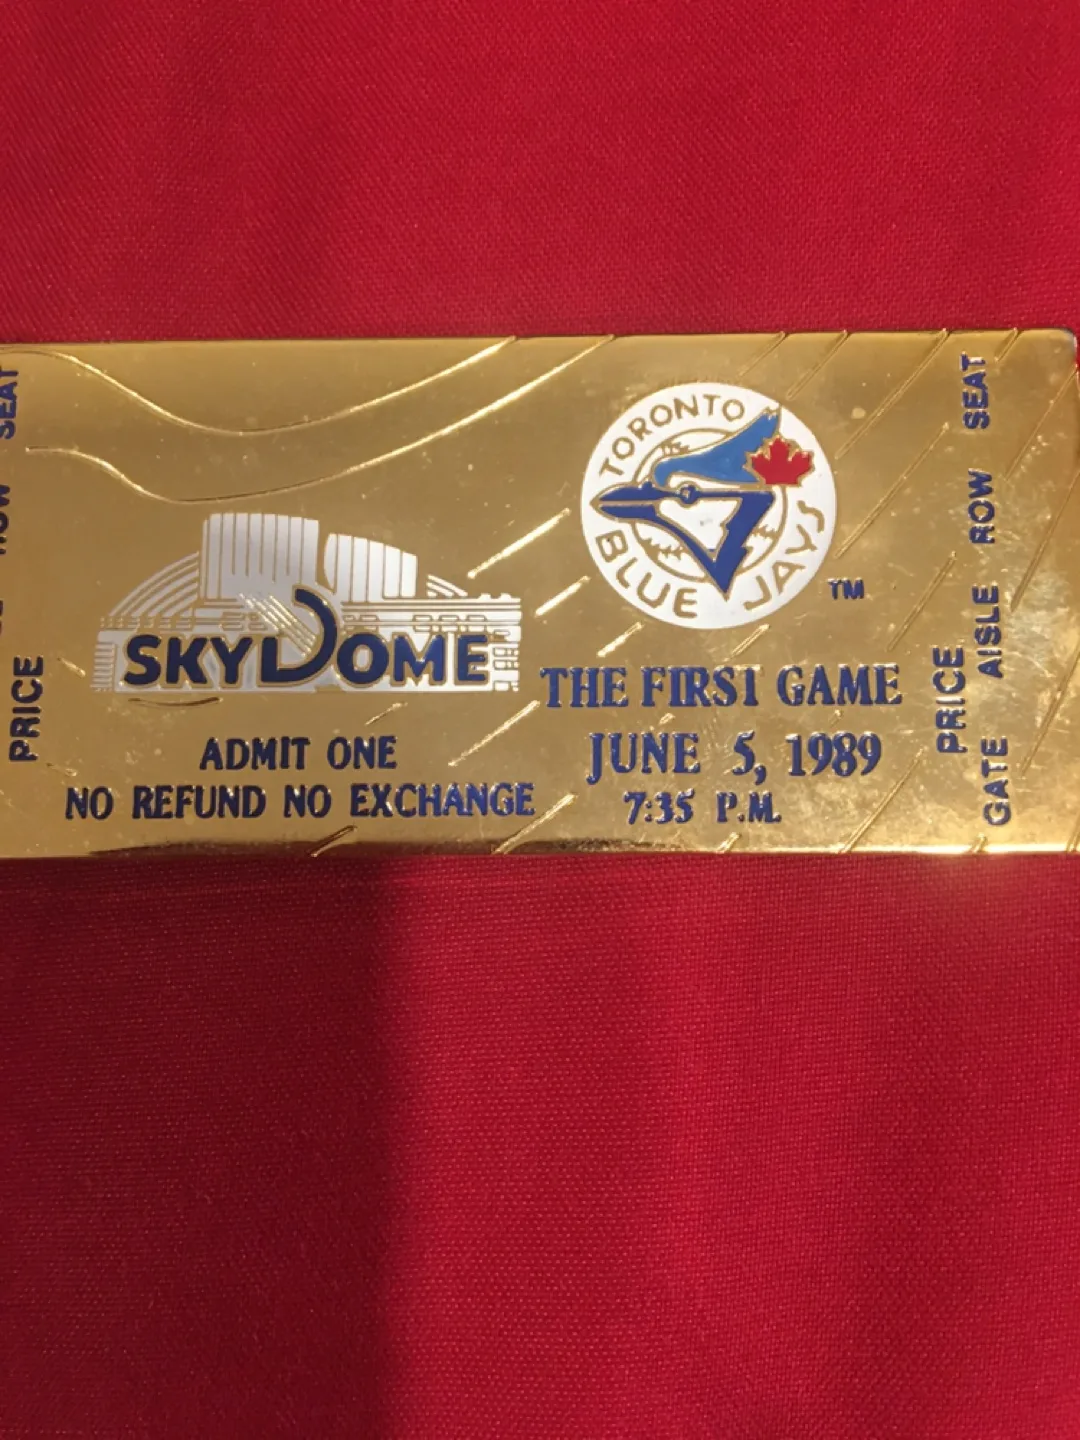 SEAT
ROW
PRICE
SKYDOME
ADMIT ONE
NO REFUND NO EXCHANGE
TORONTO
BLUE JAYS
TM
THE FIRST GAME
JUNE 5, 1989
7:35 P.M.
PRICE
GATE AISLE ROW SEAT